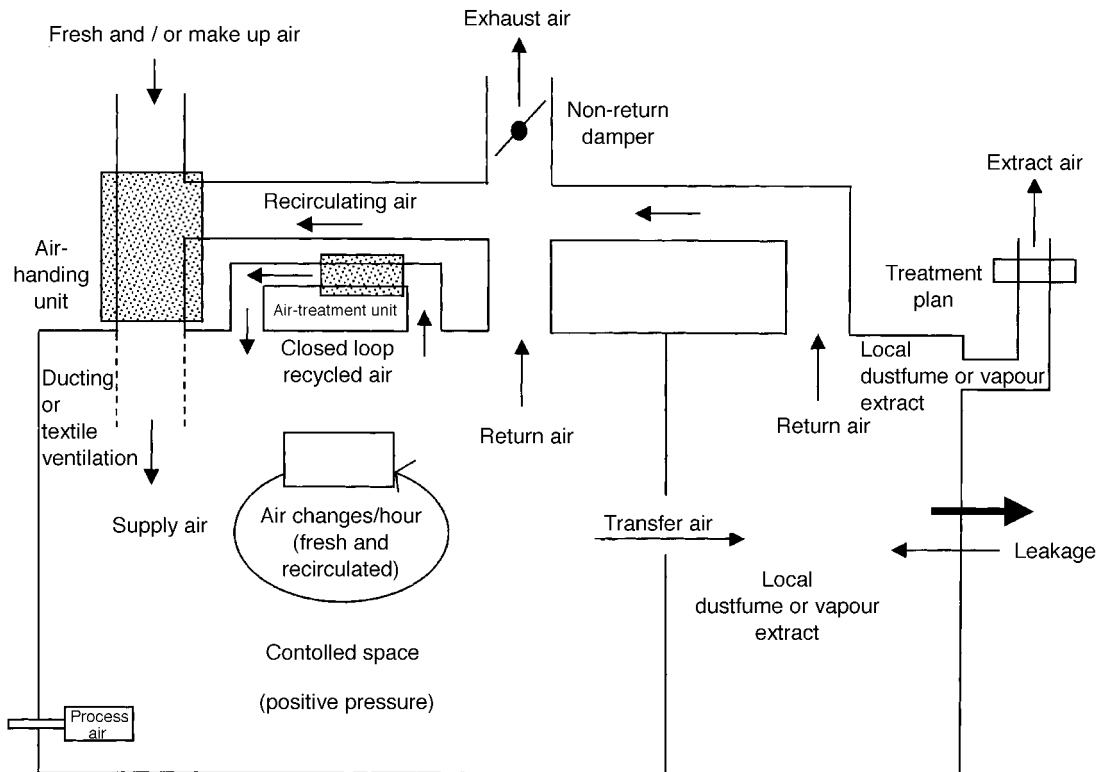 Exhaust air
Fresh and / or make up air
Non-return
damper
Extract air
Recirculating air
Air-
handing
unit
Treatment
plan
Air-treatment unit
Closed loop
recycled air
Local
dustfume or vapour
extract
Ducting
or
textile
ventilation
Return air
Return air
Supply air
Air changes/hour
(fresh and
recirculated)
Transfer air
Leakage
Local
dustfume or vapour
extract
Contolled space
(positive pressure)
Process
air